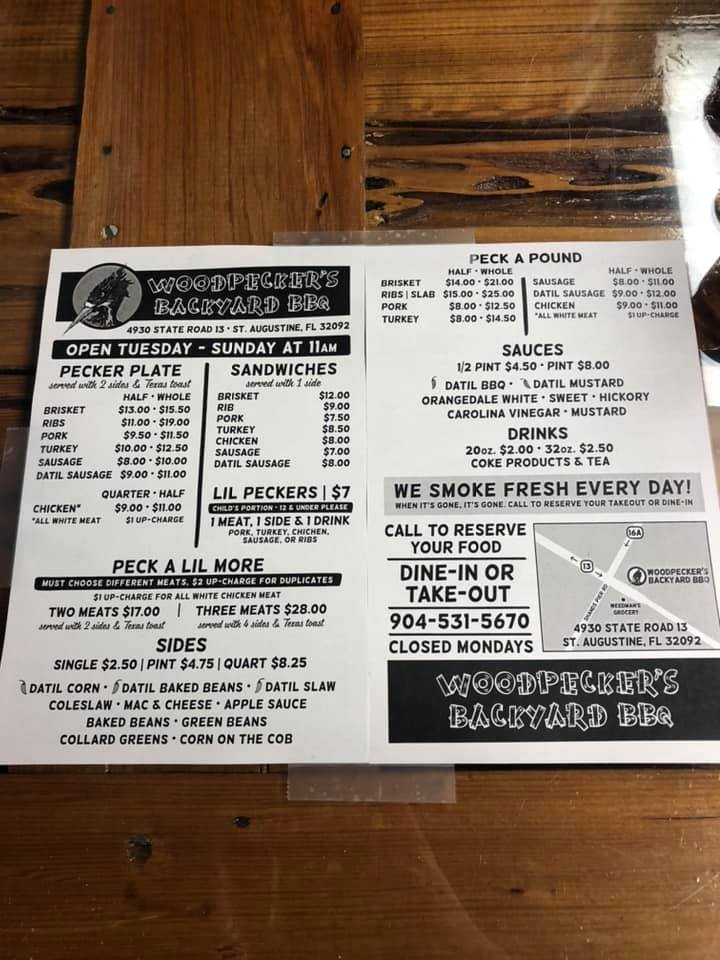 WOODPECKER'S
BACKYARD BBQ
4930 STATE ROAD 13 · ST. AUGUSTINE, FL 32092
OPEN TUESDAY - SUNDAY AT 11AM
PECKER PLATE
served with 2 sides & Texas toast
HALF · WHOLE
BRISKET $13.00 · $15.50
RIBS $11.00 · $19.00
PORK $9.50 · $11.50
TURKEY $10.00 · $12.50
SAUSAGE $8.00 · $10.00
DATIL SAUSAGE $9.00 · $11.00
QUARTER · HALF
CHICKEN* $9.00 · $11.00
*ALL WHITE MEAT $1 UP-CHARGE
SANDWICHES
served with 1 side
BRISKET $12.00
RIB $9.00
PORK $7.50
TURKEY $8.50
CHICKEN $8.00
SAUSAGE $7.00
DATIL SAUSAGE $8.00
LIL PECKERS | $7
CHILD'S PORTION · 12 & UNDER PLEASE
1 MEAT, 1 SIDE & 1 DRINK
PORK, TURKEY, CHICHEN,
SAUSAGE, OR RIBS
PECK A LIL MORE
MUST CHOOSE DIFFERENT MEATS, $2 UP-CHARGE FOR DUPLICATES
$1 UP-CHARGE FOR ALL WHITE CHICKEN MEAT
TWO MEATS $17.00 | THREE MEATS $28.00
served with 2 sides & Texas toast served with 4 sides & Texas toast
SIDES
SINGLE $2.50 | PINT $4.75 | QUART $8.25
DATIL CORN · DATIL BAKED BEANS · DATIL SLAW
COLESLAW · MAC & CHEESE · APPLE SAUCE
BAKED BEANS · GREEN BEANS
COLLARD GREENS · CORN ON THE COB
PECK A POUND
HALF · WHOLE
BRISKET $14.00 · $21.00
RIBS | SLAB $15.00 · $25.00
PORK $8.00 · $12.50
TURKEY $8.00 · $14.50
HALF · WHOLE
SAUSAGE $8.00 · $11.00
DATIL SAUSAGE $9.00 · $12.00
CHICKEN $9.00 · $11.00
*ALL WHITE MEAT $1 UP-CHARGE
SAUCES
1/2 PINT $4.50 · PINT $8.00
DATIL BBQ · DATIL MUSTARD
ORANGEDALE WHITE · SWEET · HICKORY
CAROLINA VINEGAR · MUSTARD
DRINKS
20oz. $2.00 · 32oz. $2.50
COKE PRODUCTS & TEA
WE SMOKE FRESH EVERY DAY!
WHEN IT'S GONE, IT'S GONE. CALL TO RESERVE YOUR TAKEOUT OR DINE-IN
CALL TO RESERVE
YOUR FOOD
DINE-IN OR
TAKE-OUT
904-531-5670
CLOSED MONDAYS
16A
13
WOODPECKER'S
BACKYARD BBQ
SHANDS PIER RD
WEEDMAN'S
GROCERY
4930 STATE ROAD 13
ST. AUGUSTINE, FL 32092
WOODPECKER'S
BACKYARD BBQ